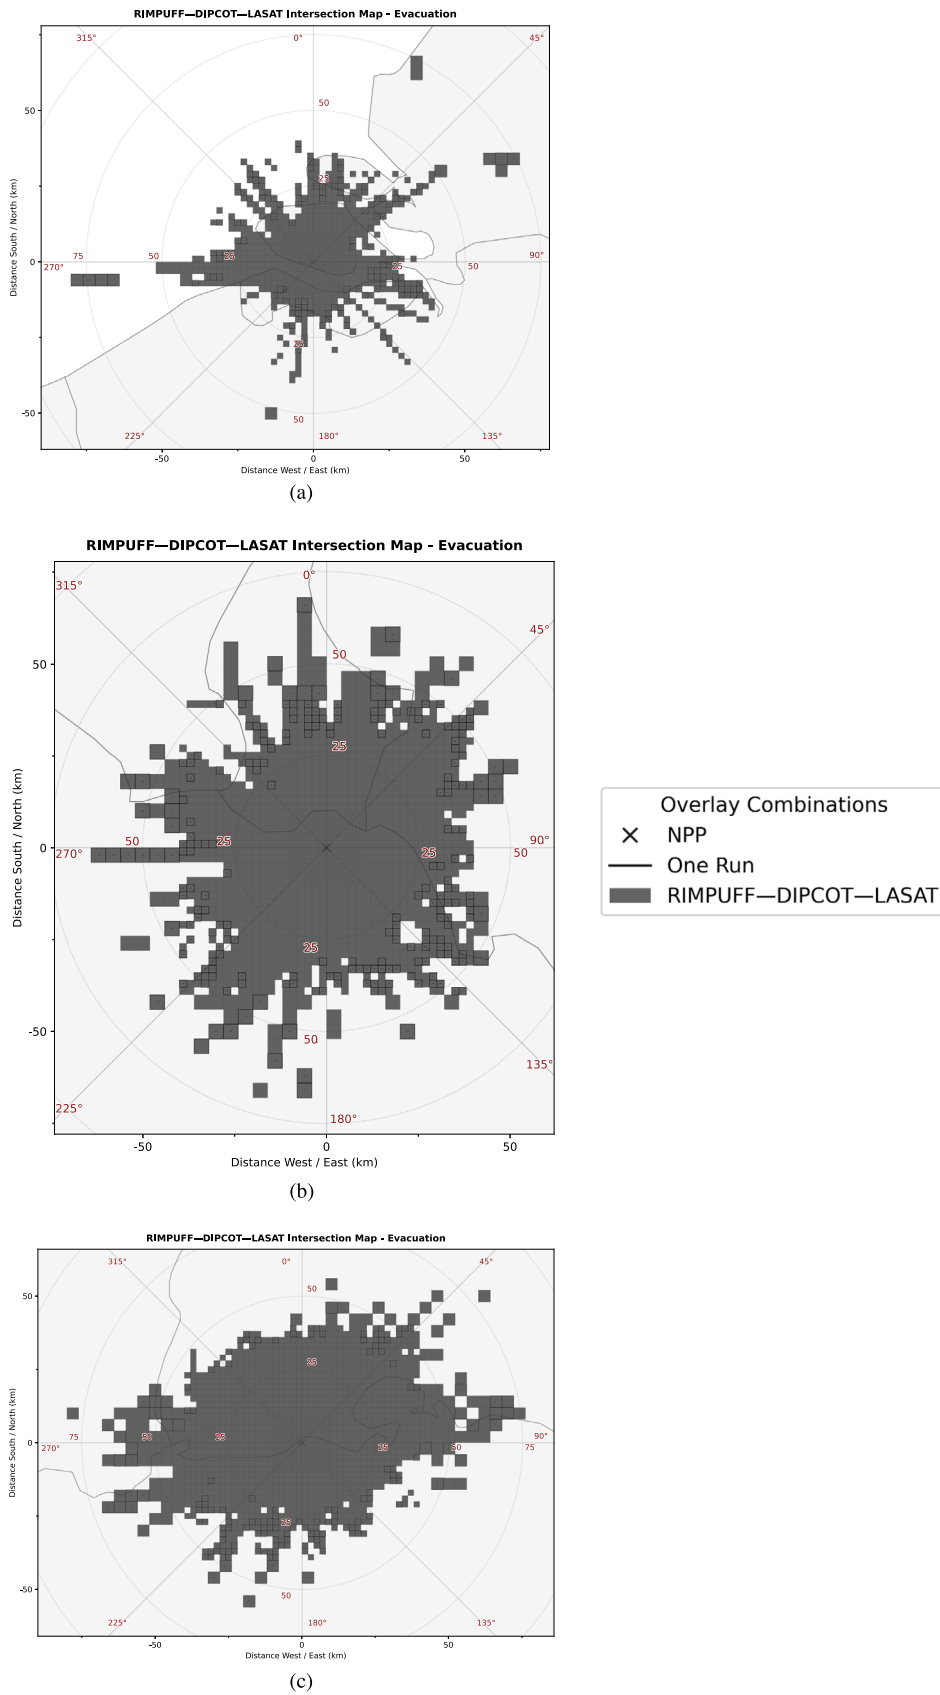 RIMPUFF—DIPCOT—LASAT Intersection Map - Evacuation
315° 0° 45°
50
50
25
Distance South / North (km)
0
270° 75 50 25 25 50 90°
25
-50
50
225° 180° 135°
-50 0 50
Distance West / East (km)
(a)
RIMPUFF—DIPCOT—LASAT Intersection Map - Evacuation
315° 0° 45°
50 50
25
Distance South / North (km)
0
270° 50 25 25 50 90°
25
-50
50
135°
225° 180°
-50 0 50
Distance West / East (km)
(b)
Overlay Combinations
NPP
One Run
RIMPUFF—DIPCOT—LASAT
RIMPUFF—DIPCOT—LASAT Intersection Map - Evacuation
315° 0° 45°
50 50
25
Distance South / North (km)
0
270° 75 50 25 25 50 75 90°
25
-50
50
225° 180° 135°
-50 0 50
Distance West / East (km)
(c)